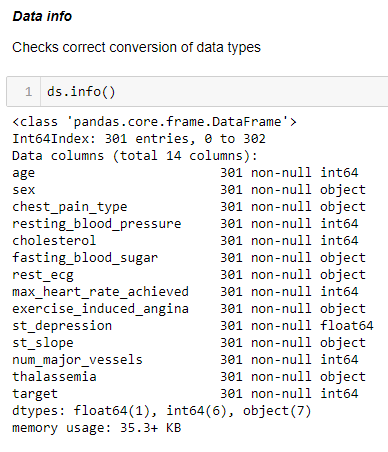 Data info
Checks correct conversion of data types
1 ds.info()
<class 'pandas.core.frame.DataFrame'>
Int64Index: 301 entries, 0 to 302
Data columns (total 14 columns):
age                        301 non-null int64
sex                        301 non-null object
chest_pain_type            301 non-null object
resting_blood_pressure     301 non-null int64
cholesterol                301 non-null int64
fasting_blood_sugar        301 non-null object
rest_ecg                   301 non-null object
max_heart_rate_achieved    301 non-null int64
exercise_induced_angina    301 non-null object
st_depression              301 non-null float64
st_slope                   301 non-null object
num_major_vessels          301 non-null int64
thalassemia                301 non-null object
target                     301 non-null int64
dtypes: float64(1), int64(6), object(7)
memory usage: 35.3+ KB